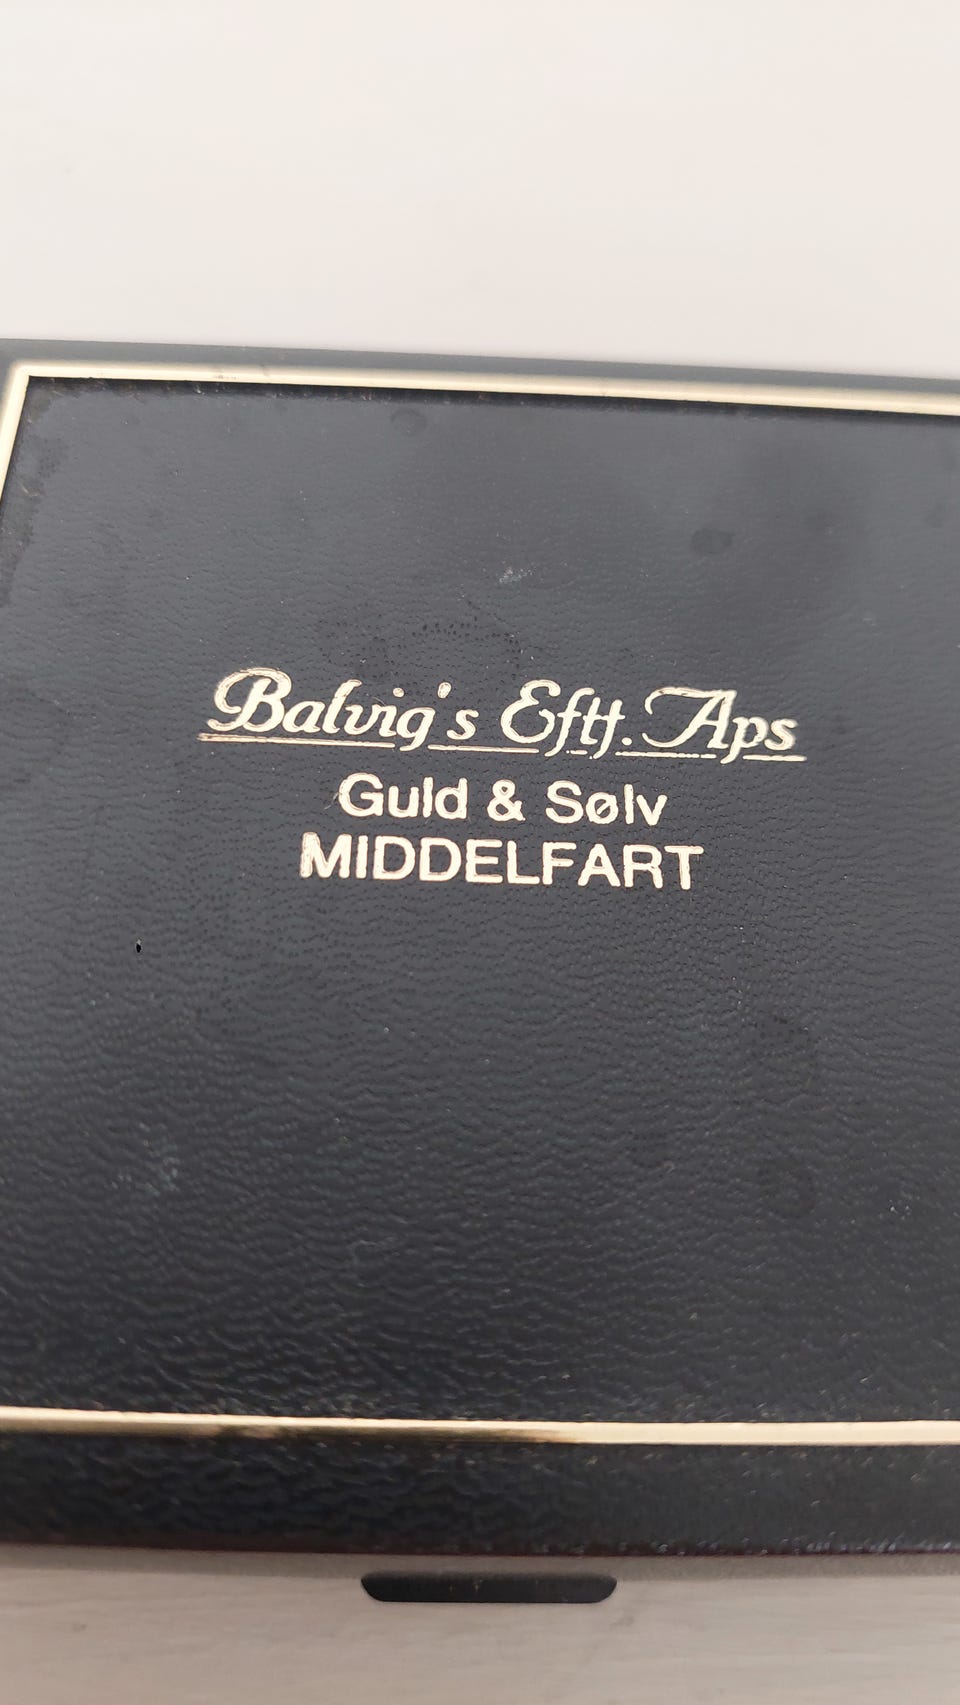 Balvig's Eftf. Aps
Guld & Sølv
MIDDELFART